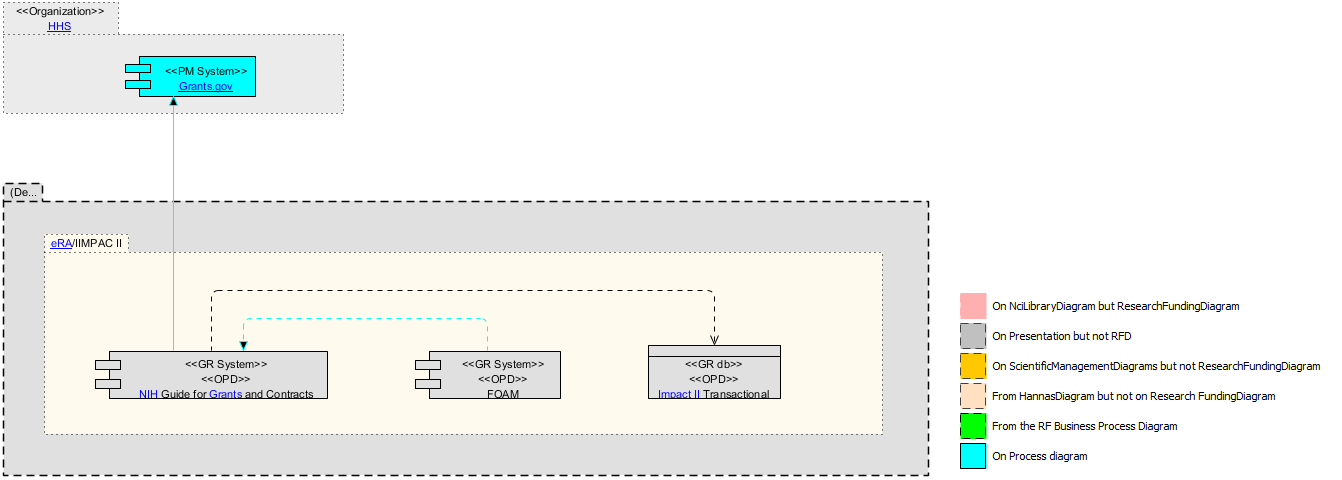 <<Organization>>
HHS
<<PM System>>
Grants.gov
(De...
eRA/IIMPAC II
<<GR System>>
<<OPD>>
NIH Guide for Grants and Contracts
<<GR System>>
<<OPD>>
FOAM
<<GR db>>
<<OPD>>
Impact II Transactional
On NciLibraryDiagram but ResearchFundingDiagram
On Presentation but not RFD
On ScientificManagementDiagrams but not ResearchFundingDiagram
From HannasDiagram but not on Research FundingDiagram
From the RF Business Process Diagram
On Process diagram